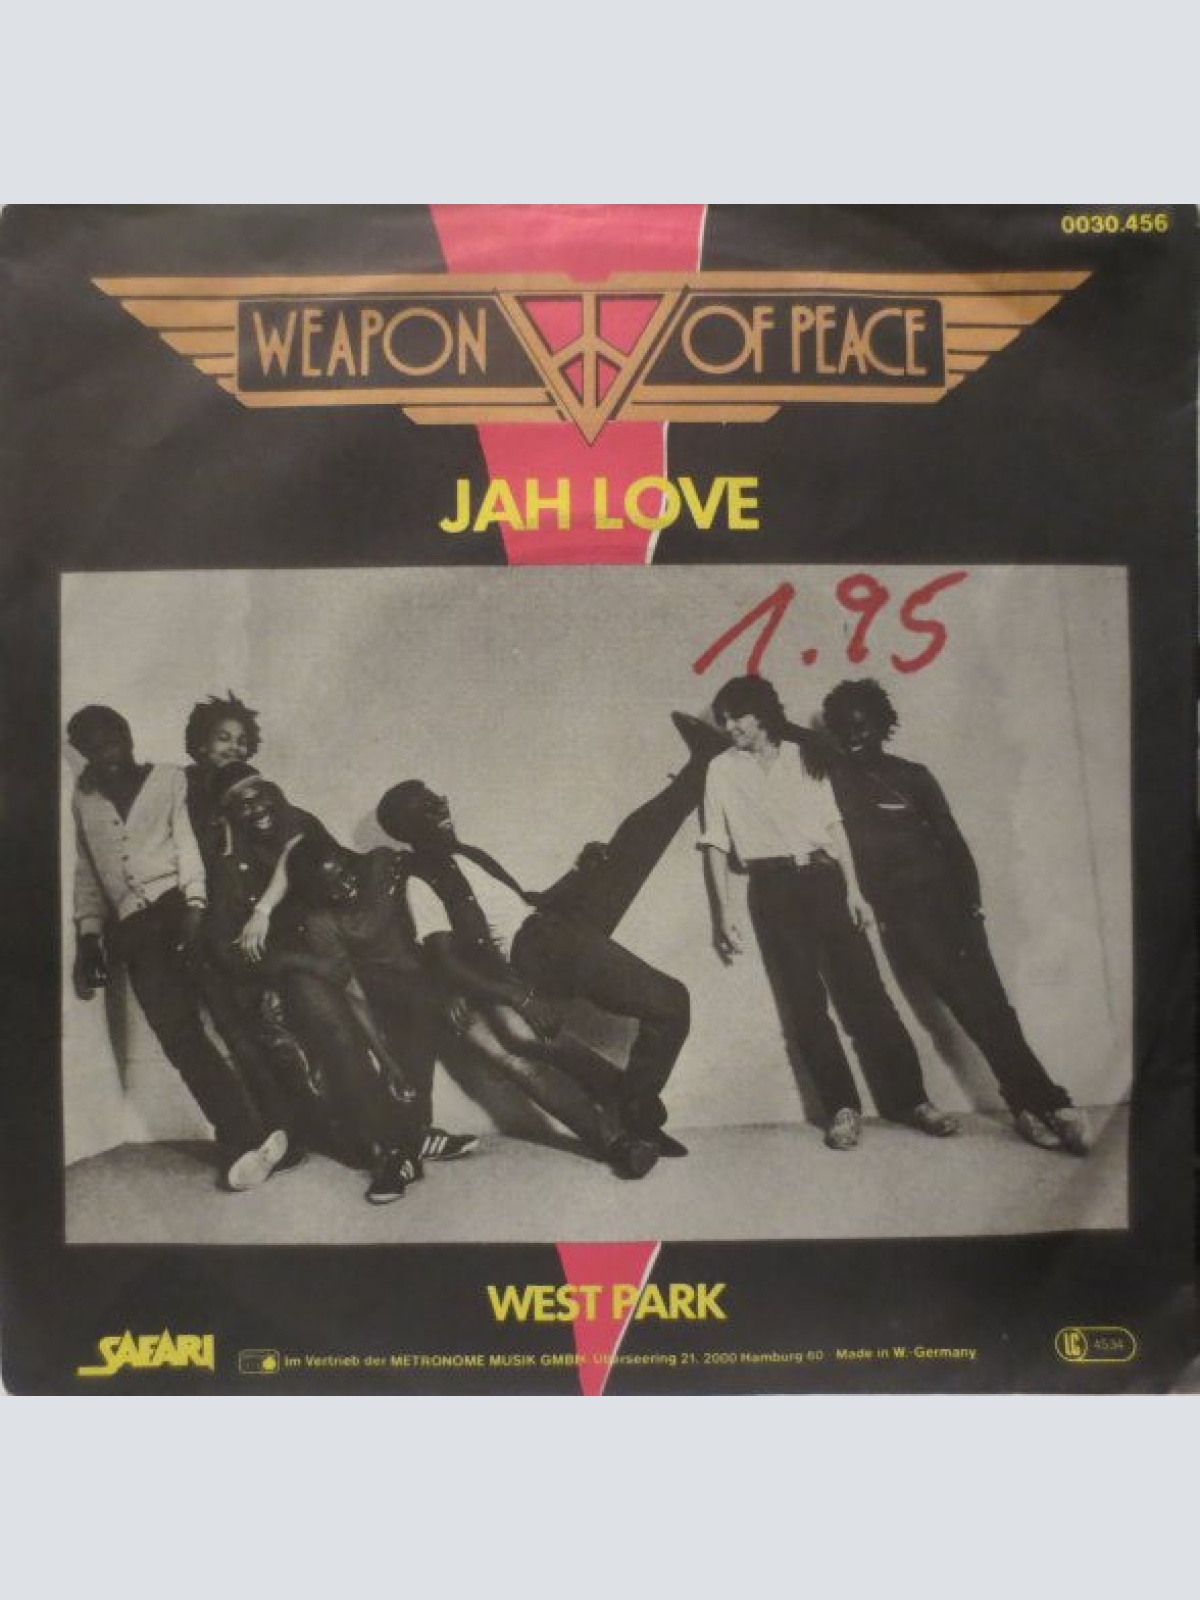 0030.456
WEAPON OF PEACE
JAH LOVE
1.95
WEST PARK
SAFARI
Im Vertrieb der METRONOME MUSIK GMBH. Überseering 21. 2000 Hamburg 60 · Made in W.-Germany
LC 4534